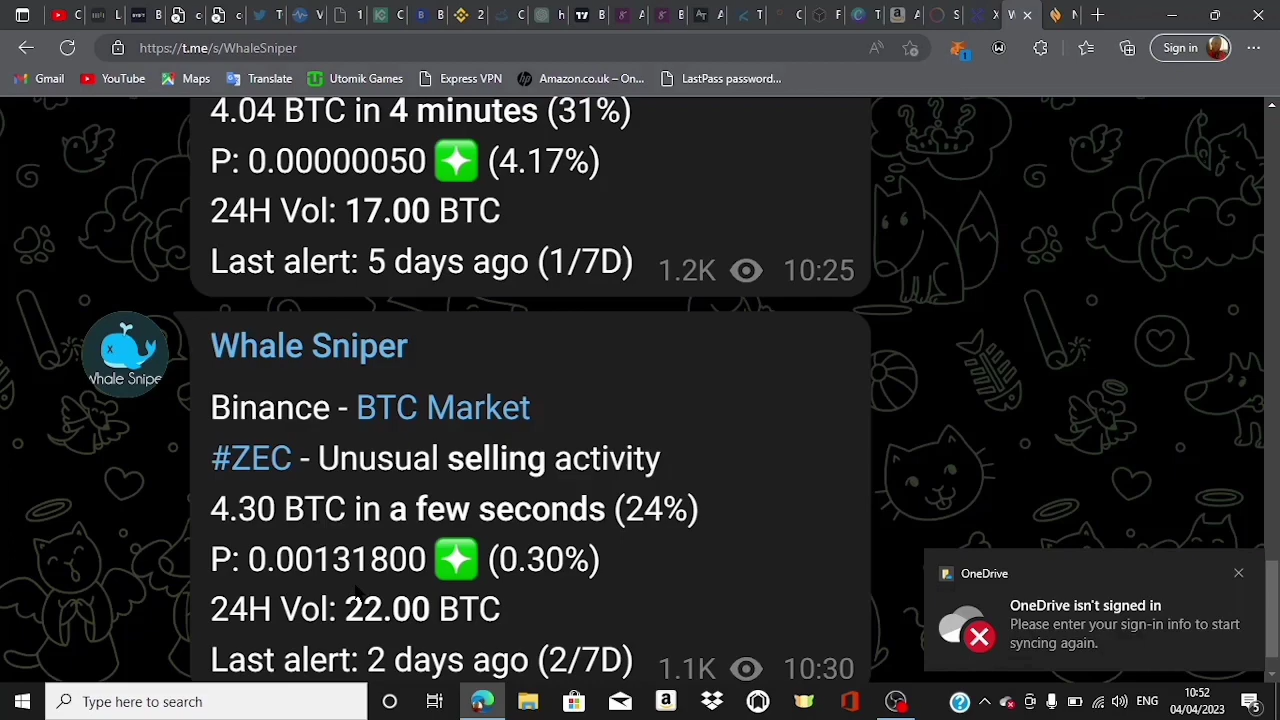 https://t.me/s/WhaleSniper
Sign in
Gmail
YouTube
Maps
Translate
Utomik Games
Express VPN
Amazon.co.uk – On...
LastPass password...
4.04 BTC in 4 minutes (31%)
P: 0.00000050 (4.17%)
24H Vol: 17.00 BTC
Last alert: 5 days ago (1/7D) 1.2K 10:25
Whale Sniper
Binance - BTC Market
#ZEC - Unusual selling activity
4.30 BTC in a few seconds (24%)
P: 0.00131800 (0.30%)
24H Vol: 22.00 BTC
Last alert: 2 days ago (2/7D) 1.1K 10:30
OneDrive
OneDrive isn't signed in
Please enter your sign-in info to start
syncing again.
Type here to search
ENG
10:52
04/04/2023
5